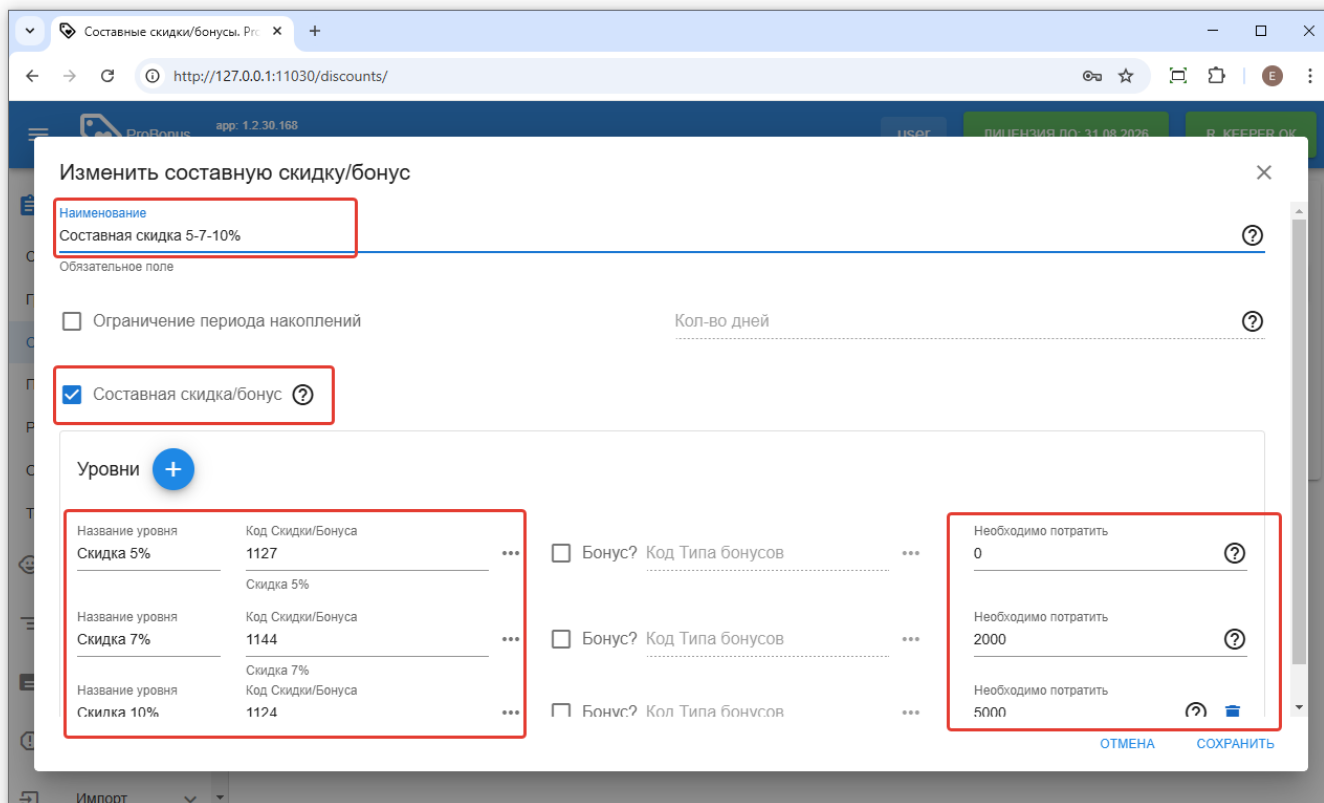 Составные скидки/бонусы. Pr
http://127.0.0.1:11030/discounts/
E
ProBonus app: 1.2.30.168 user ЛИЦЕНЗИЯ ДО: 31.08.2026 R_KEEPER OK
Изменить составную скидку/бонус
Наименование
Составная скидка 5-7-10%
Обязательное поле
Ограничение периода накоплений Кол-во дней
Составная скидка/бонус
Уровни
Название уровня Код Скидки/Бонуса Необходимо потратить
Скидка 5% 1127 Бонус? Код Типа бонусов 0
Скидка 5%
Название уровня Код Скидки/Бонуса Необходимо потратить
Скидка 7% 1144 Бонус? Код Типа бонусов 2000
Скидка 7%
Название уровня Код Скидки/Бонуса Необходимо потратить
Скидка 10% 1124 Бонус? Код Типа бонусов 5000
ОТМЕНА СОХРАНИТЬ
Импорт